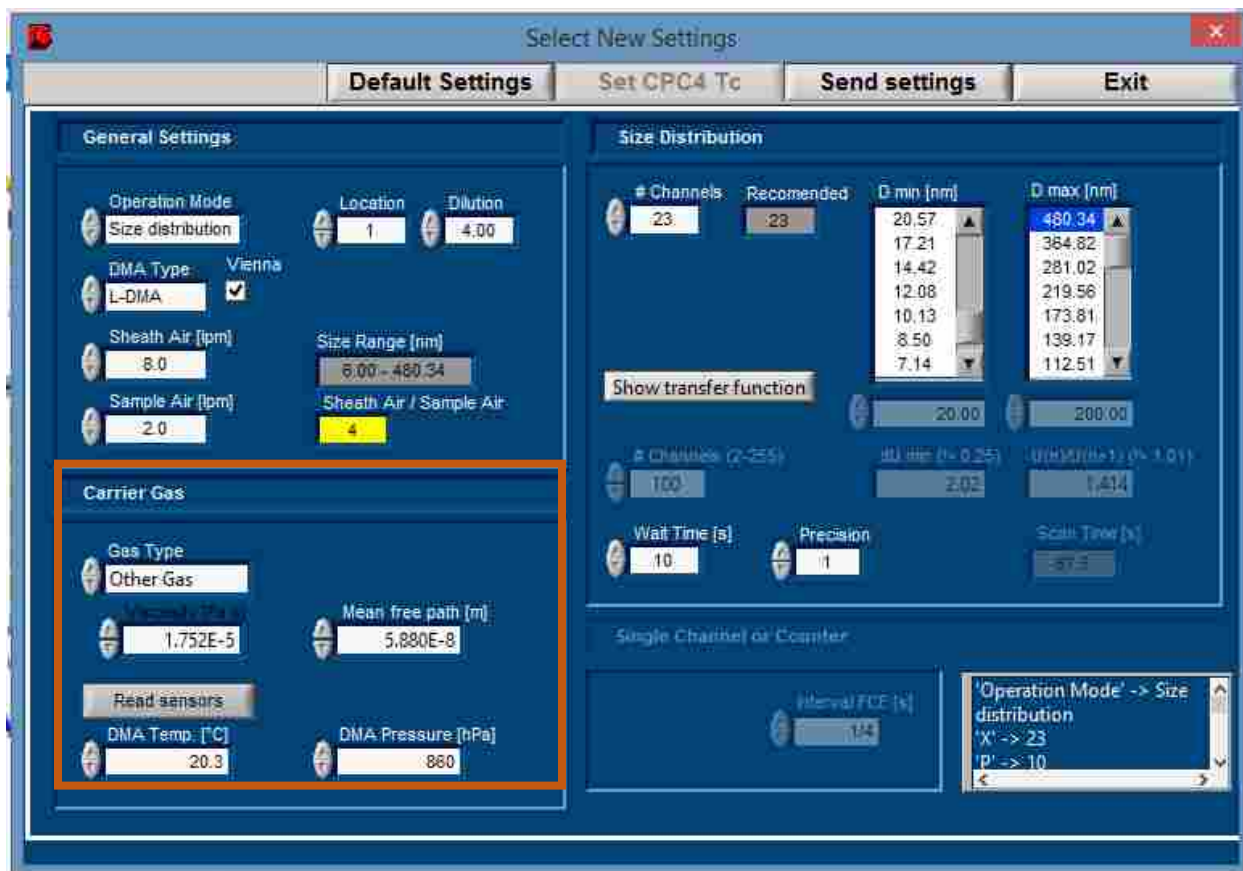 Select New Settings
Default Settings
Set CPC4 Tc
Send settings
Exit
General Settings
Operation Mode
Size distribution
Location
1
Dilution
4.00
DMA Type
L-DMA
Vienna
Sheath Air [lpm]
8.0
Size Range [nm]
6.00 - 480.34
Sample Air [lpm]
2.0
Sheath Air / Sample Air
4
Carrier Gas
Gas Type
Other Gas
1.752E-5
Mean free path [m]
5.880E-8
Read sensors
DMA Temp. [°C]
20.3
DMA Pressure [hPa]
860
Size Distribution
# Channels
23
Recomended
23
D min [nm]
20.57
17.21
14.42
12.08
10.13
8.50
7.14
20.00
D max [nm]
480.34
364.82
281.02
219.56
173.81
139.17
112.51
200.00
Show transfer function
# Channels (2-255)
100
dU min (> 0.25)
2.02
U(n)/U(n+1) (> 1.01)
1.414
Wait Time [s]
10
Precision
1
Scan Time [s]
Single Channel or Counter
Interval FCE [s]
1/4
'Operation Mode' -> Size
distribution
'X' -> 23
'P' -> 10